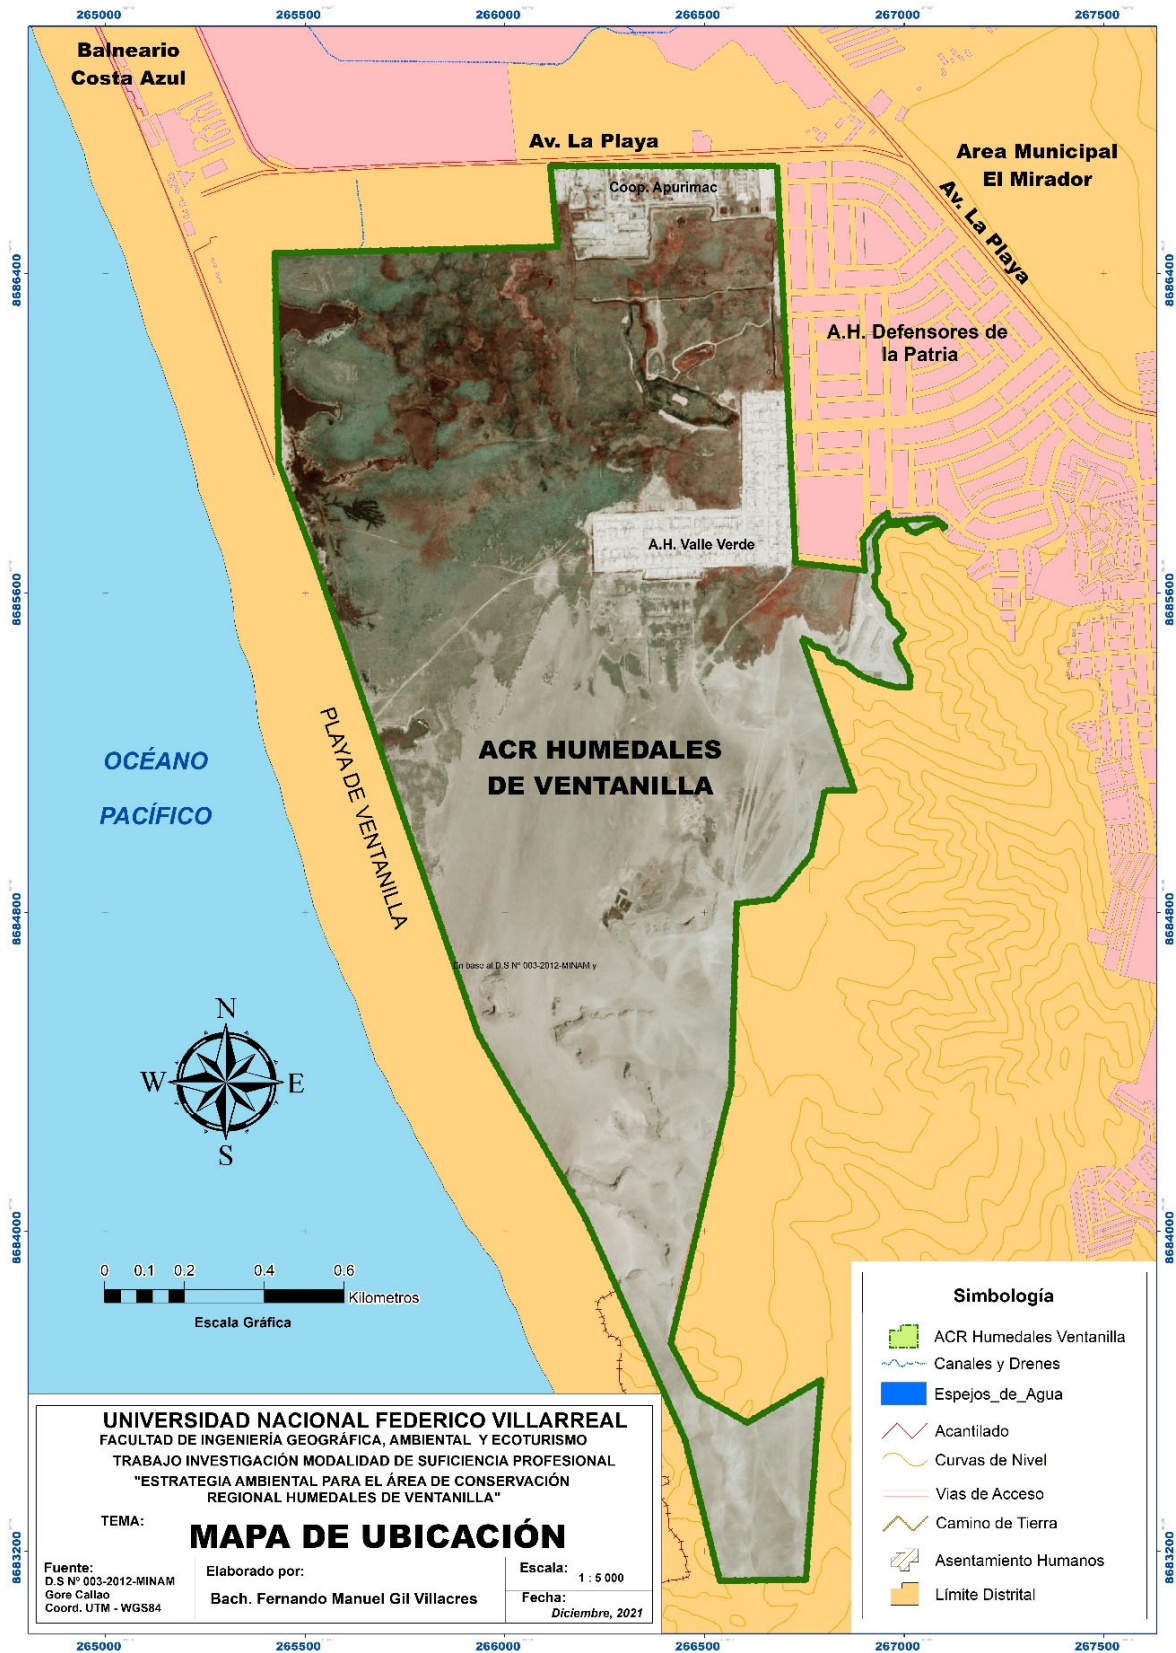 265000 265500 266000 266500 267000 267500
Balneario
Costa Azul
Av. La Playa
Area Municipal
El Mirador
Coop. Apurimac
Av. La Playa
8686400
8686400
A.H. Defensores de
la Patria
A.H. Valle Verde
8685600
8685600
PLAYA DE VENTANILLA
ACR HUMEDALES
DE VENTANILLA
OCÉANO
PACÍFICO
8684800
8684800
En base al D.S Nº 003-2012-MINAM y
N
W E
S
8684000
8684000
0 0.1 0.2 0.4 0.6
Kilometros
Escala Gráfica
Simbología
ACR Humedales Ventanilla
Canales y Drenes
Espejos_de_Agua
Acantilado
Curvas de Nivel
Vias de Acceso
Camino de Tierra
Asentamiento Humanos
Límite Distrital
UNIVERSIDAD NACIONAL FEDERICO VILLARREAL
FACULTAD DE INGENIERÍA GEOGRÁFICA, AMBIENTAL Y ECOTURISMO
TRABAJO INVESTIGACIÓN MODALIDAD DE SUFICIENCIA PROFESIONAL
"ESTRATEGIA AMBIENTAL PARA EL ÁREA DE CONSERVACIÓN
REGIONAL HUMEDALES DE VENTANILLA"
TEMA:
MAPA DE UBICACIÓN
Fuente:
D.S Nº 003-2012-MINAM
Gore Callao
Coord. UTM - WGS84
Elaborado por:
Bach. Fernando Manuel Gil Villacres
Escala:
1 : 5 000
Fecha:
Diciembre, 2021
8683200
8683200
265000 265500 266000 266500 267000 267500